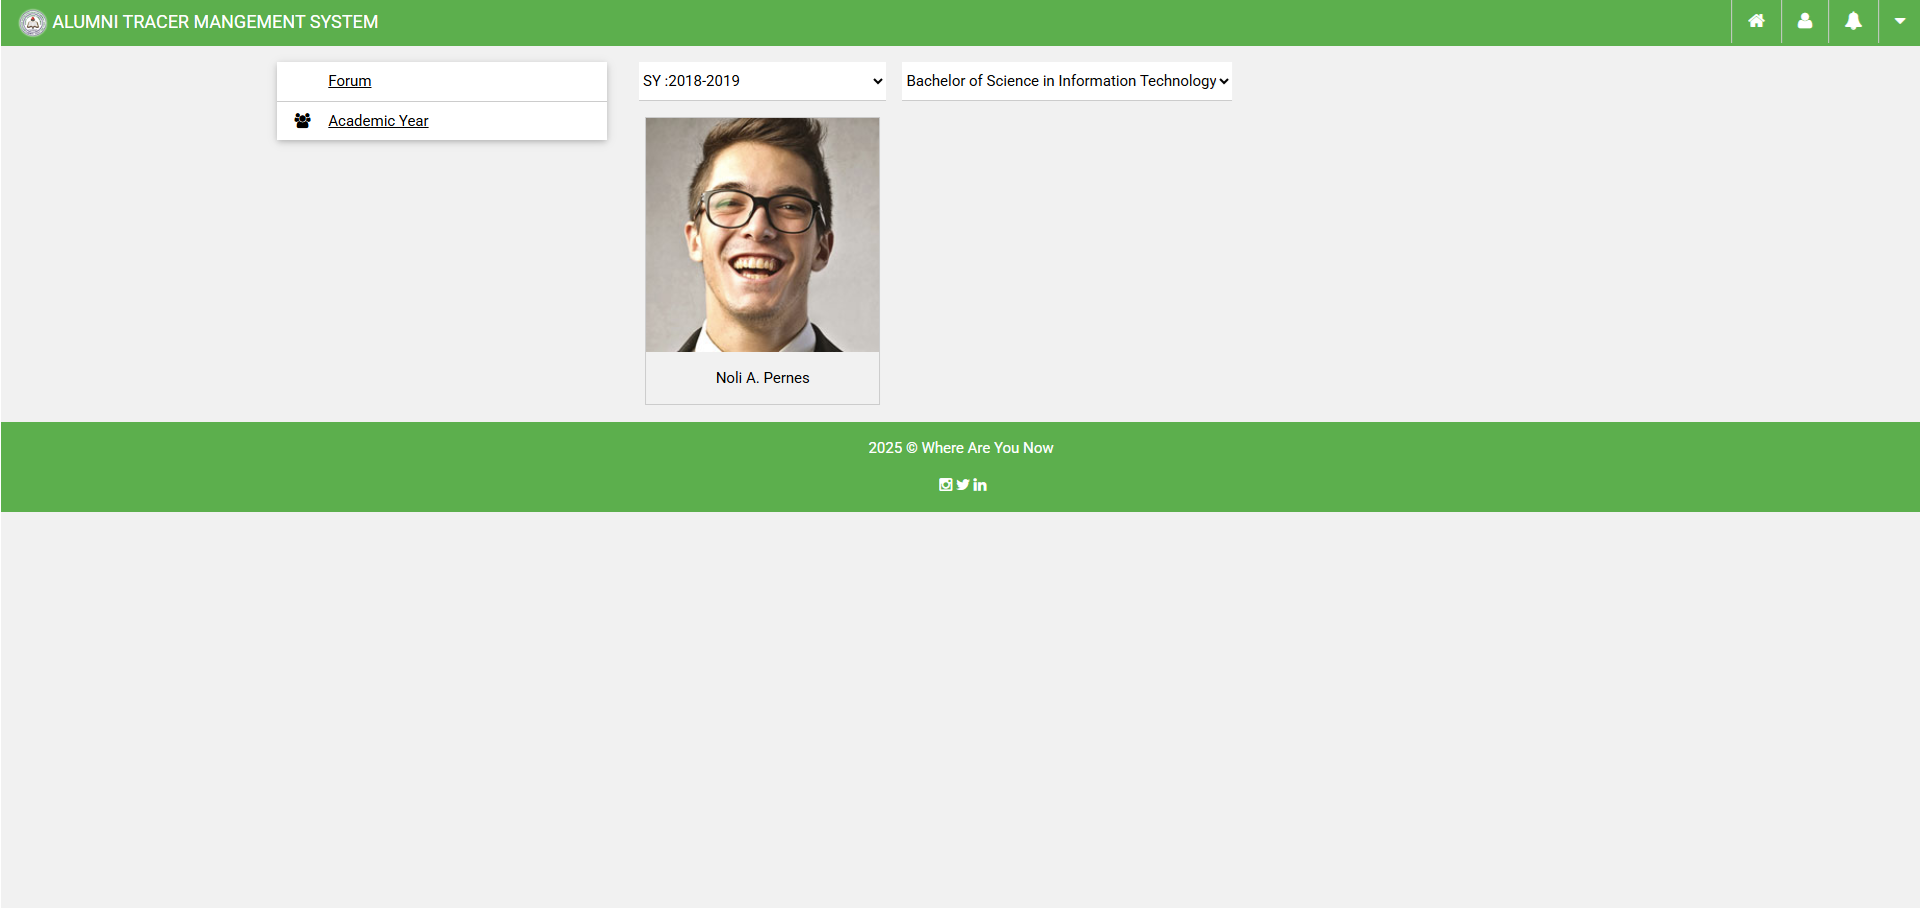 ALUMNI TRACER MANGEMENT SYSTEM
Forum
Academic Year
SY :2018-2019
Bachelor of Science in Information Technology
Noli A. Pernes
2025 © Where Are You Now